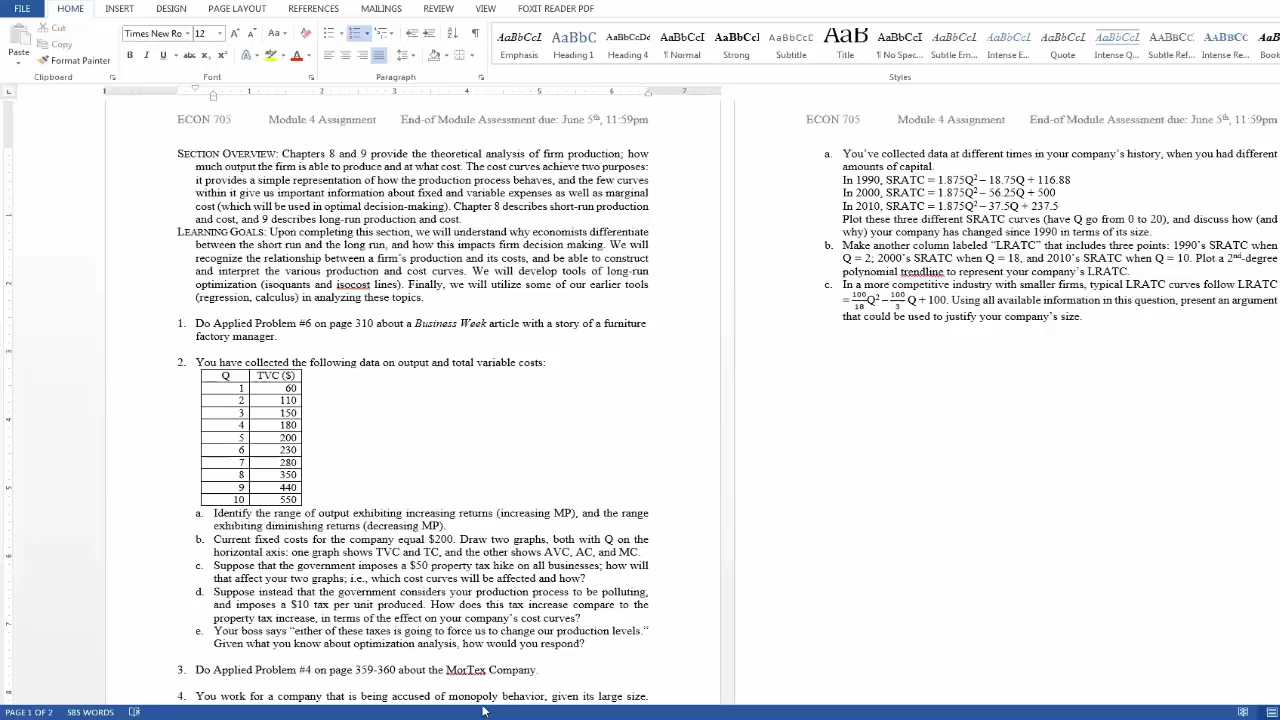 FILE HOME INSERT DESIGN PAGE LAYOUT REFERENCES MAILINGS REVIEW VIEW FOXIT READER PDF
Paste
Cut
Copy
Format Painter
Times New Ro 12
Clipboard Font Paragraph Styles
AaBbCcI AaBbC AaBbCcDc AaBbCcI AaBbCcI AaBbCcI AaB AaBbCcI AaBbCcI AaBbCcI AaBbCcI AaBbCcI AABBCC AABBCC AaB
Emphasis Heading 1 Heading 4 ¶ Normal Strong Subtitle Title ¶ No Spac... Subtle Em... Intense E... Quote Intense Q... Subtle Ref... Intense Re... Book
ECON 705 Module 4 Assignment End-of Module Assessment due: June 5th, 11:59pm
SECTION OVERVIEW: Chapters 8 and 9 provide the theoretical analysis of firm production; how
much output the firm is able to produce and at what cost. The cost curves achieve two purposes:
it provides a simple representation of how the production process behaves, and the few curves
within it give us important information about fixed and variable expenses as well as marginal
cost (which will be used in optimal decision-making). Chapter 8 describes short-run production
and cost, and 9 describes long-run production and cost.
LEARNING GOALS: Upon completing this section, we will understand why economists differentiate
between the short run and the long run, and how this impacts firm decision making. We will
recognize the relationship between a firm's production and its costs, and be able to construct
and interpret the various production and cost curves. We will develop tools of long-run
optimization (isoquants and isocost lines). Finally, we will utilize some of our earlier tools
(regression, calculus) in analyzing these topics.
1. Do Applied Problem #6 on page 310 about a Business Week article with a story of a furniture
factory manager.
2. You have collected the following data on output and total variable costs:
Q TVC ($)
1 60
2 110
3 150
4 180
5 200
6 230
7 280
8 350
9 440
10 550
a. Identify the range of output exhibiting increasing returns (increasing MP), and the range
exhibiting diminishing returns (decreasing MP).
b. Current fixed costs for the company equal $200. Draw two graphs, both with Q on the
horizontal axis: one graph shows TVC and TC, and the other shows AVC, AC, and MC.
c. Suppose that the government imposes a $50 property tax hike on all businesses; how will
that affect your two graphs; i.e., which cost curves will be affected and how?
d. Suppose instead that the government considers your production process to be polluting,
and imposes a $10 tax per unit produced. How does this tax increase compare to the
property tax increase, in terms of the effect on your company's cost curves?
e. Your boss says "either of these taxes is going to force us to change our production levels."
Given what you know about optimization analysis, how would you respond?
3. Do Applied Problem #4 on page 359-360 about the MorTex Company.
4. You work for a company that is being accused of monopoly behavior, given its large size.
ECON 705 Module 4 Assignment End-of Module Assessment due: June 5th, 11:59pm
a. You've collected data at different times in your company's history, when you had different
amounts of capital.
In 1990, SRATC = 1.875Q² – 18.75Q + 116.88
In 2000, SRATC = 1.875Q² – 56.25Q + 500
In 2010, SRATC = 1.875Q² – 37.5Q + 237.5
Plot these three different SRATC curves (have Q go from 0 to 20), and discuss how (and
why) your company has changed since 1990 in terms of its size.
b. Make another column labeled "LRATC" that includes three points: 1990's SRATC when
Q = 2; 2000's SRATC when Q = 18, and 2010's SRATC when Q = 10. Plot a 2nd-degree
polynomial trendline to represent your company's LRATC.
c. In a more competitive industry with smaller firms, typical LRATC curves follow LRATC
= 100/18 Q² – 100/3 Q + 100. Using all available information in this question, present an argument
that could be used to justify your company's size.
PAGE 1 OF 2 585 WORDS